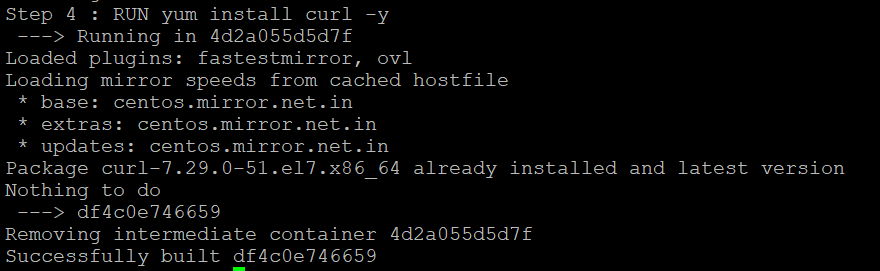 Step 4 : RUN yum install curl -y
 ---> Running in 4d2a055d5d7f
Loaded plugins: fastestmirror, ovl
Loading mirror speeds from cached hostfile
 * base: centos.mirror.net.in
 * extras: centos.mirror.net.in
 * updates: centos.mirror.net.in
Package curl-7.29.0-51.el7.x86_64 already installed and latest version
Nothing to do
 ---> df4c0e746659
Removing intermediate container 4d2a055d5d7f
Successfully built df4c0e746659